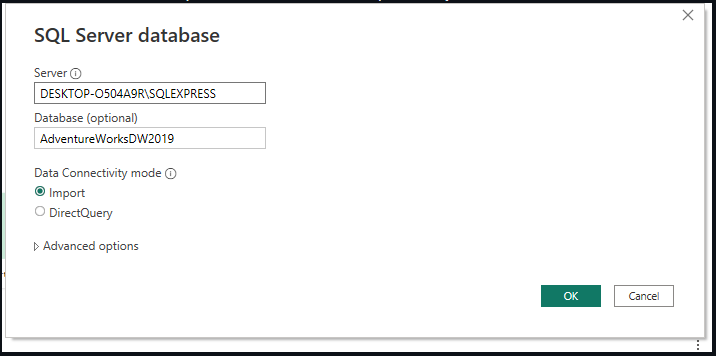 SQL Server database
Server
DESKTOP-O504A9R\SQLEXPRESS
Database (optional)
AdventureWorksDW2019
Data Connectivity mode
Import
DirectQuery
Advanced options
OK
Cancel